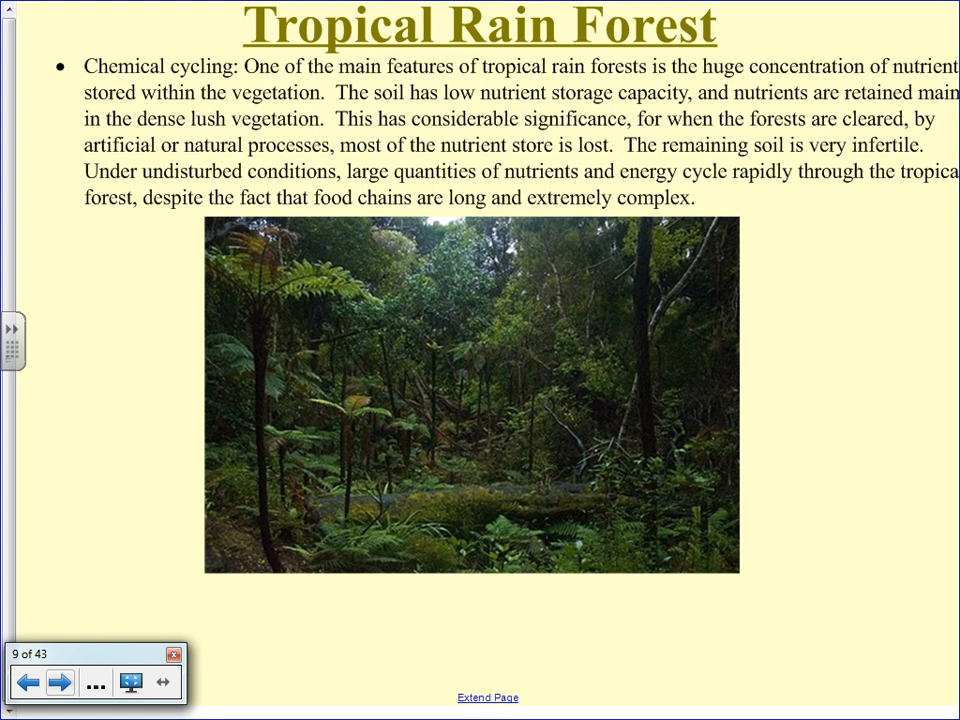 Tropical Rain Forest
• Chemical cycling: One of the main features of tropical rain forests is the huge concentration of nutrient
stored within the vegetation. The soil has low nutrient storage capacity, and nutrients are retained main
in the dense lush vegetation. This has considerable significance, for when the forests are cleared, by
artificial or natural processes, most of the nutrient store is lost. The remaining soil is very infertile.
Under undisturbed conditions, large quantities of nutrients and energy cycle rapidly through the tropica
forest, despite the fact that food chains are long and extremely complex.
9 of 43
...
Extend Page